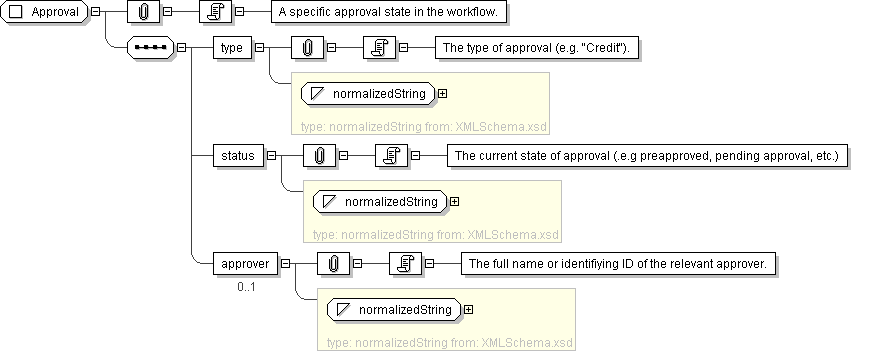 Approval
A specific approval state in the workflow.
type
The type of approval (e.g. "Credit").
normalizedString
type: normalizedString from: XMLSchema.xsd
status
The current state of approval (.e.g preapproved, pending approval, etc.)
normalizedString
type: normalizedString from: XMLSchema.xsd
approver
The full name or identifiying ID of the relevant approver.
0..1
normalizedString
type: normalizedString from: XMLSchema.xsd